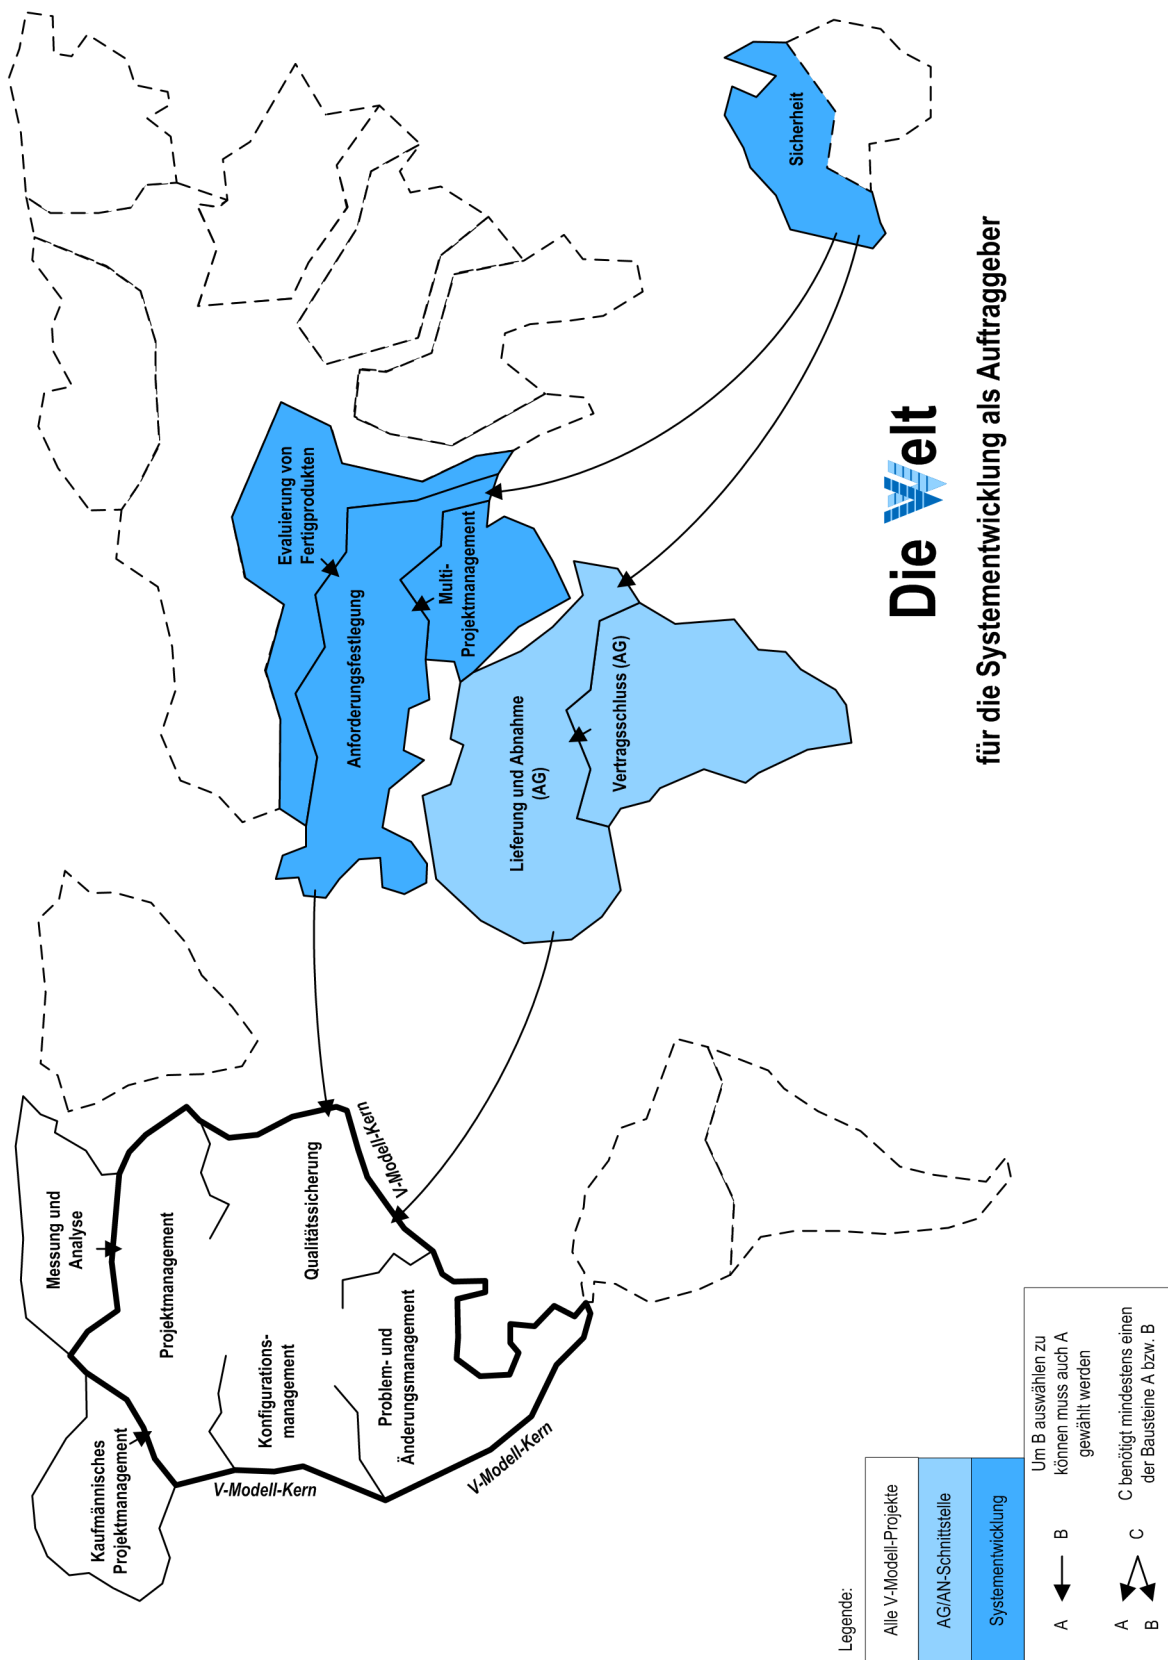 Messung und
Analyse
Kaufmännisches
Projektmanagement
Projektmanagement
Konfigurations-
management
Qualitätssicherung
Problem- und
Änderungsmanagement
V-Modell-Kern
V-Modell-Kern
V-Modell-Kern
Evaluierung von
Fertigprodukten
Anforderungsfestlegung
Multi-
Projektmanagement
Lieferung und Abnahme
(AG)
Vertragsschluss (AG)
Sicherheit
Die Welt
für die Systementwicklung als Auftraggeber
Legende:
Alle V-Modell-Projekte
AG/AN-Schnittstelle
Systementwicklung
A B
Um B auswählen zu
können muss auch A
gewählt werden
A
B
C
C benötigt mindestens einen
der Bausteine A bzw. B